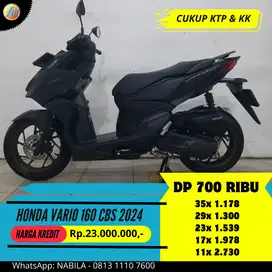 CUKUP KTP & KK
DP 700 RIBU
HONDA VARIO 160 CBS 2024
HARGA KREDIT
Rp.23.000.000,-
35x 1.178
29x 1.300
23x 1.539
17x 1.978
11x 2.730
WhatsApp: NABILA - 0813 1110 7600